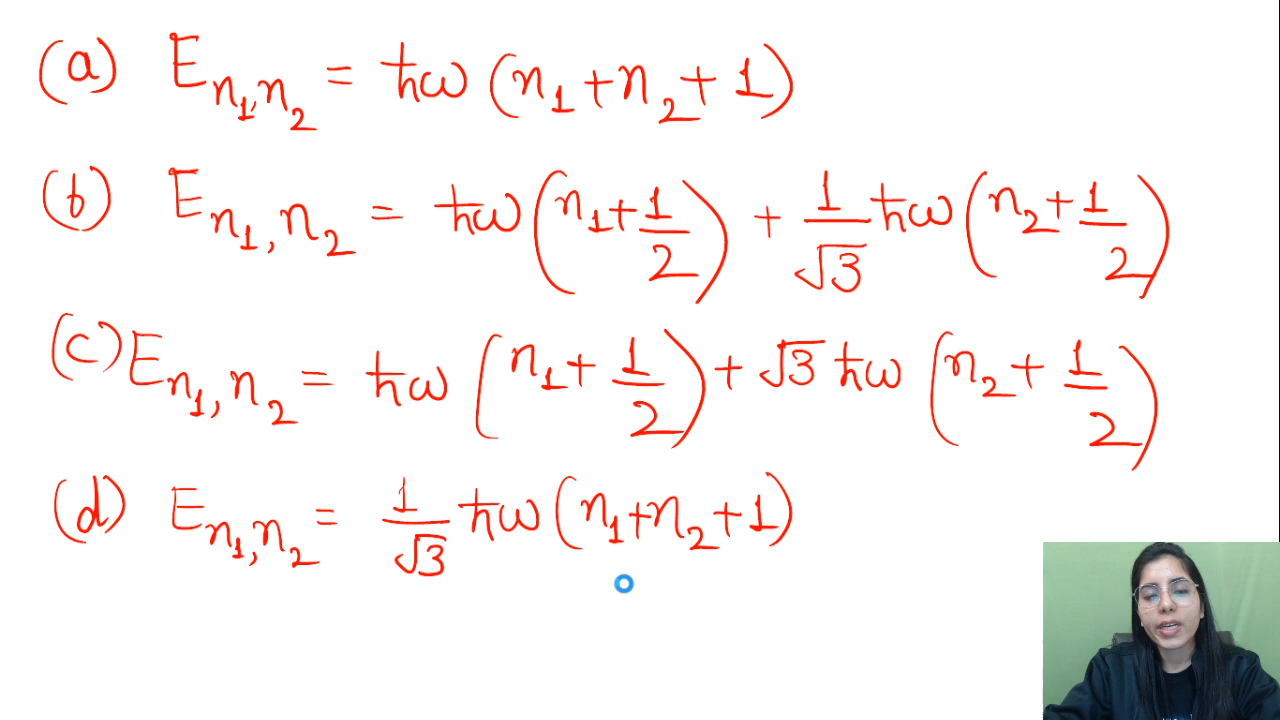 (a) E_{n_1,n_2} = ħω (n_1 + n_2 + 1)
(b) E_{n_1,n_2} = ħω (n_1 + 1/2) + 1/√3 ħω (n_2 + 1/2)
(c) E_{n_1,n_2} = ħω (n_1 + 1/2) + √3 ħω (n_2 + 1/2)
(d) E_{n_1,n_2} = 1/√3 ħω (n_1 + n_2 + 1)